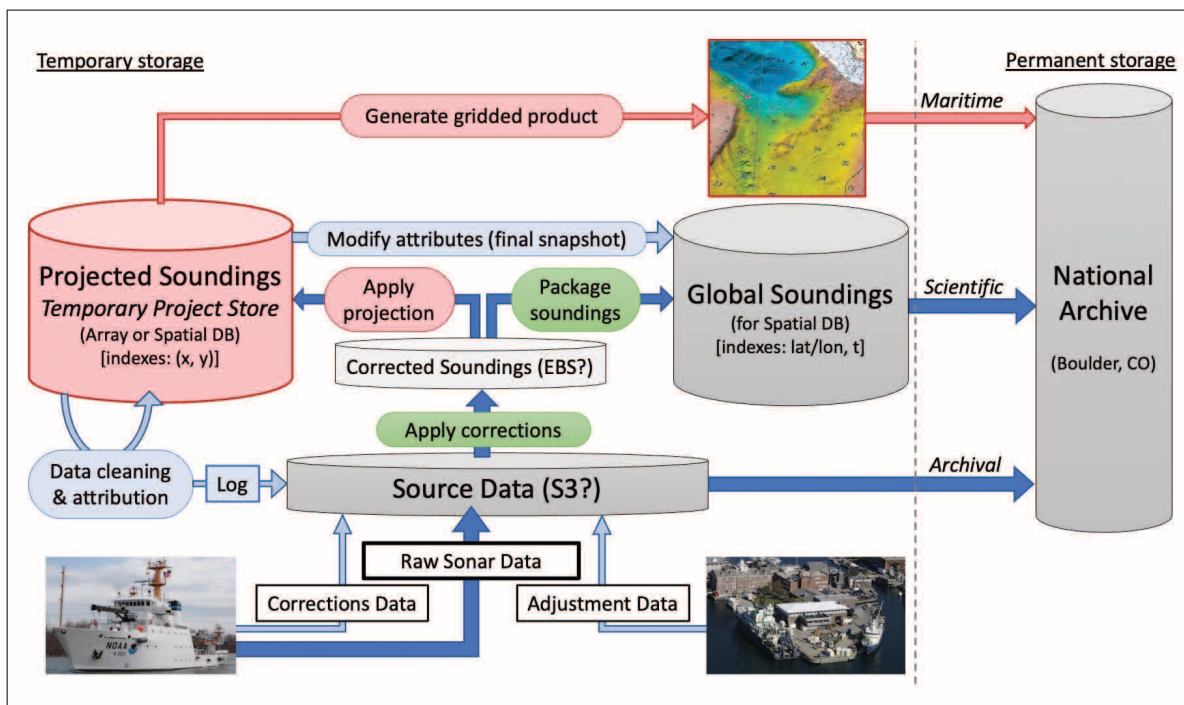 Temporary storage
Permanent storage
Generate gridded product
Maritime
Projected Soundings
Temporary Project Store
(Array or Spatial DB)
[indexes: (x, y)]
Modify attributes (final snapshot)
Apply
projection
Package
soundings
Global Soundings
(for Spatial DB)
[indexes: lat/lon, t]
Scientific
National
Archive
(Boulder, CO)
Corrected Soundings (EBS?)
Apply corrections
Data cleaning
& attribution
Log
Source Data (S3?)
Archival
Raw Sonar Data
Corrections Data
Adjustment Data
NOAA